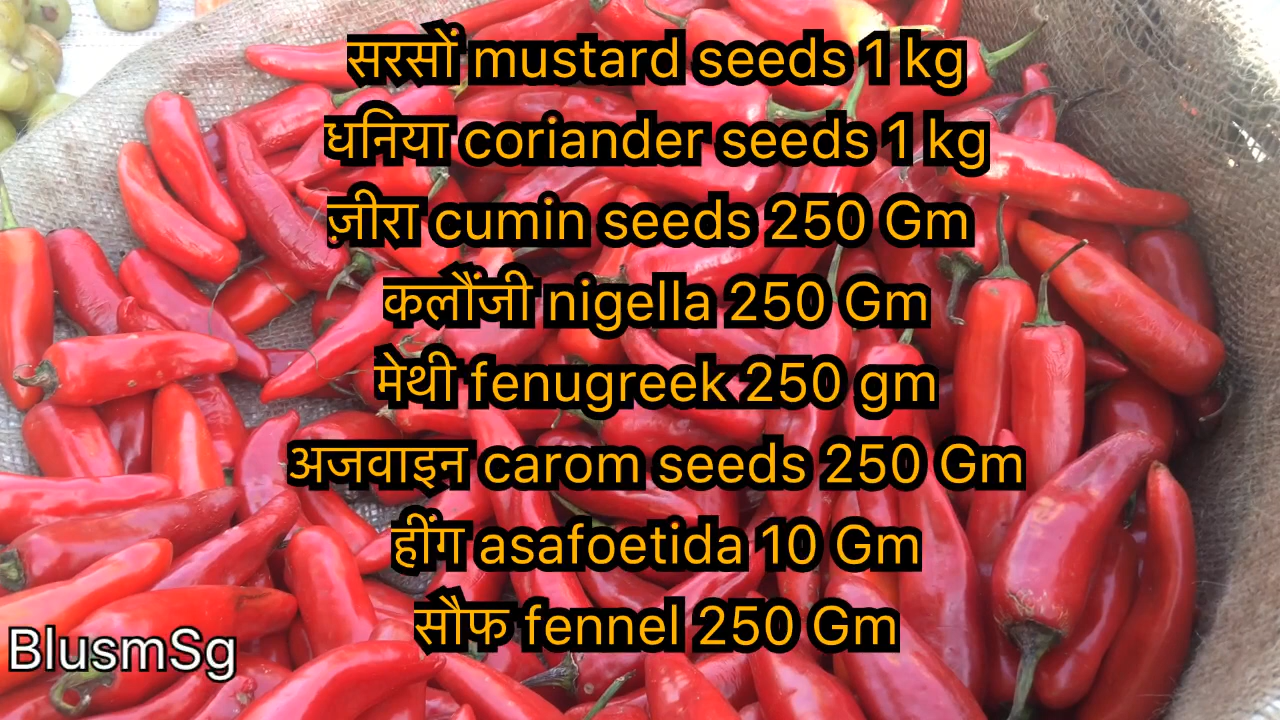 सरसों mustard seeds 1 kg
धनिया coriander seeds 1 kg
ज़ीरा cumin seeds 250 Gm
कलौंजी nigella 250 Gm
मेथी fenugreek 250 gm
अजवाइन carom seeds 250 Gm
हींग asafoetida 10 Gm
सौफ fennel 250 Gm
BlusmSg